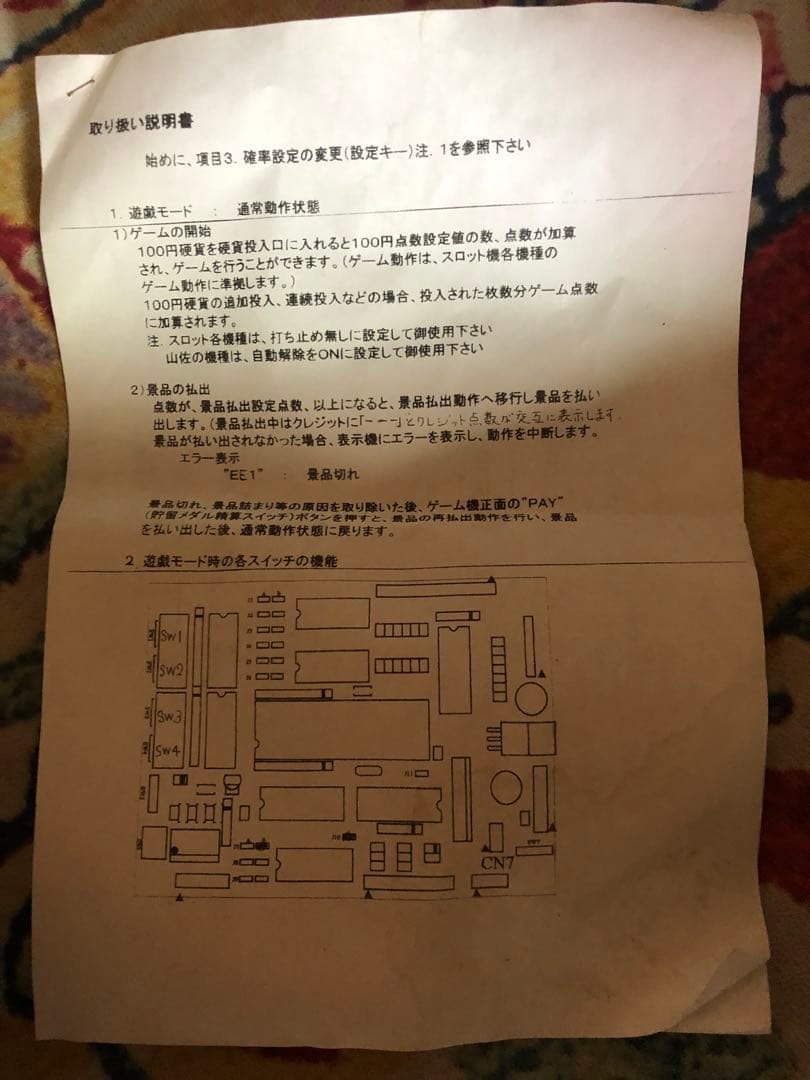 取り扱い説明書
始めに、項目3. 確率設定の変更(設定キー)注. 1を参照下さい
1. 遊戯モード : 通常動作状態
1)ゲームの開始
100円硬貨を硬貨投入口に入れると100円点数設定値の数、点数が加算
され、ゲームを行うことができます。(ゲーム動作は、スロット機各機種の
ゲーム動作に準拠します。)
100円硬貨の追加投入、連続投入などの場合、投入された枚数分ゲーム点数
に加算されます。
注. スロット各機種は、打ち止め無しに設定して御使用下さい
山佐の機種は、自動解除をONに設定して御使用下さい
2)景品の払出
点数が、景品払出設定点数、以上になると、景品払出動作へ移行し景品を払い
出します。(景品払出中はクレジットに「---」とクレジット点数が交互に表示します.
景品が払い出されなかった場合、表示機にエラーを表示し、動作を中断します。
エラー表示
"EE1" : 景品切れ
景品切れ、景品詰まり等の原因を取り除いた後、ゲーム機正面の"PAY"
(貯留メダル精算スイッチ)ボタンを押すと、景品の再払出動作を行い、景品
を払い出した後、通常動作状態に戻ります。
2 遊戯モード時の各スイッチの機能
SW1
SW2
SW3
SW4
CN7